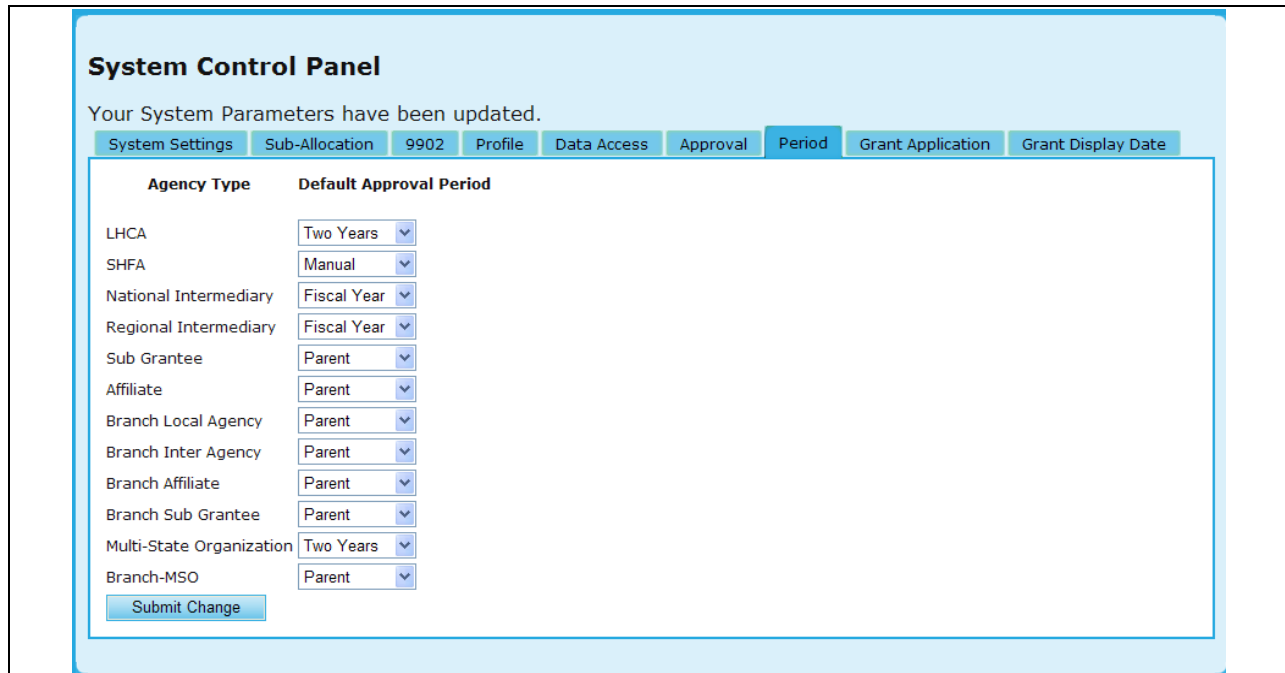 System Control Panel
Your System Parameters have been updated.
System Settings Sub-Allocation 9902 Profile Data Access Approval Period Grant Application Grant Display Date
Agency Type Default Approval Period
LHCA Two Years
SHFA Manual
National Intermediary Fiscal Year
Regional Intermediary Fiscal Year
Sub Grantee Parent
Affiliate Parent
Branch Local Agency Parent
Branch Inter Agency Parent
Branch Affiliate Parent
Branch Sub Grantee Parent
Multi-State Organization Two Years
Branch-MSO Parent
Submit Change